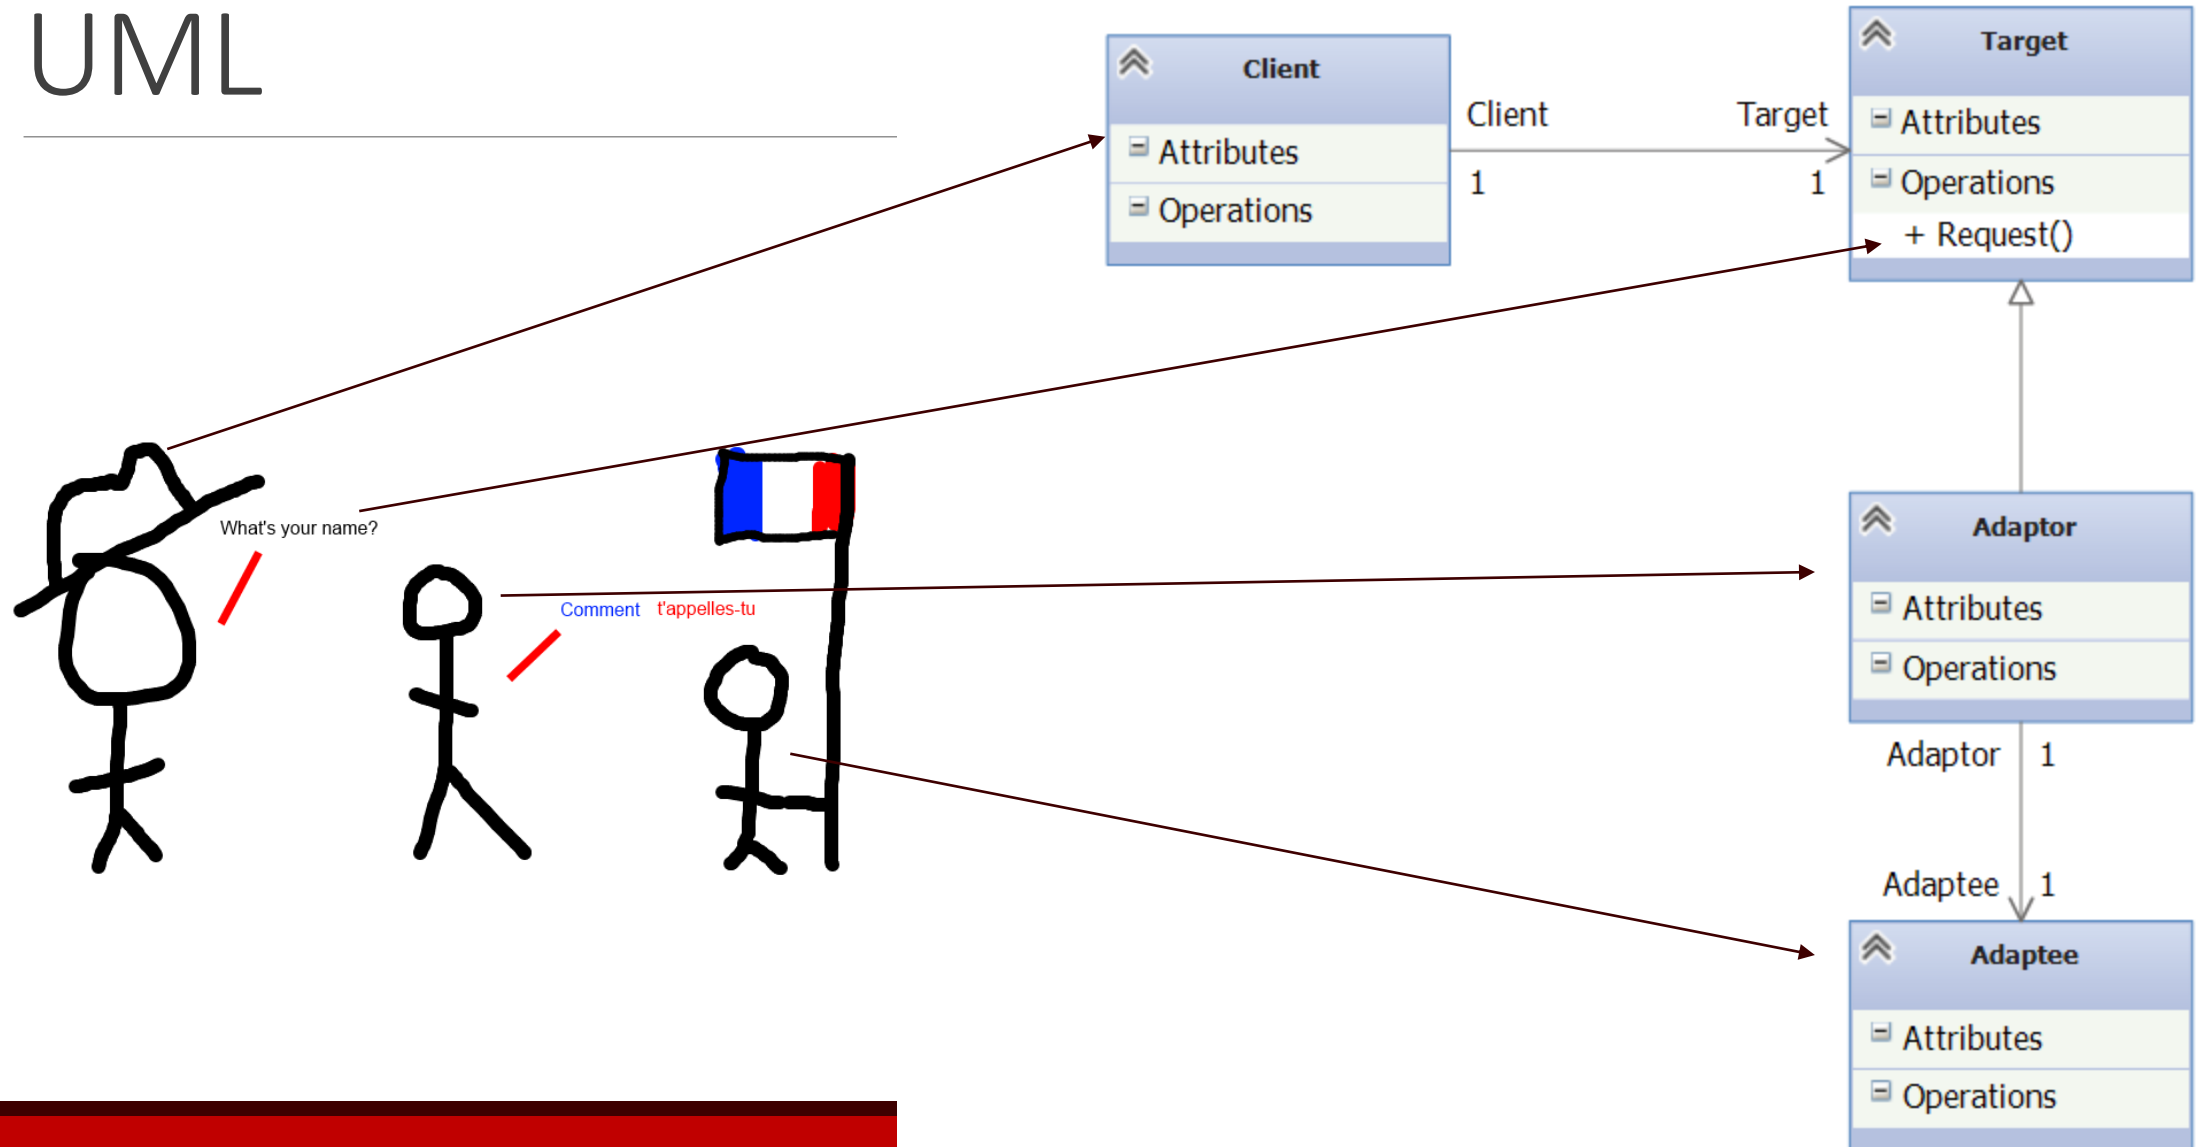 UML
Client
Attributes
Operations
Client Target
1 1
Target
Attributes
Operations
+ Request()
What's your name?
Comment t'appelles-tu
Adaptor
Attributes
Operations
Adaptor 1
Adaptee 1
Adaptee
Attributes
Operations